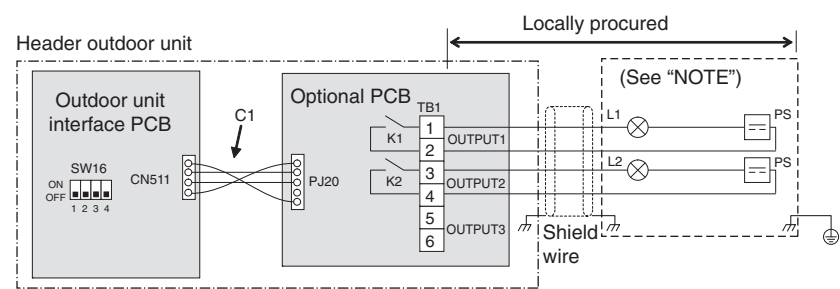 Locally procured
Header outdoor unit
(See “NOTE”)
Outdoor unit
interface PCB
C1
Optional PCB
TB1
L1
PS
1
K1
OUTPUT1
2
SW16
CN511
L2
PS
3
ON
OFF
PJ20
K2
OUTPUT2
4
1 2 3 4
5
OUTPUT3
Shield
wire
6